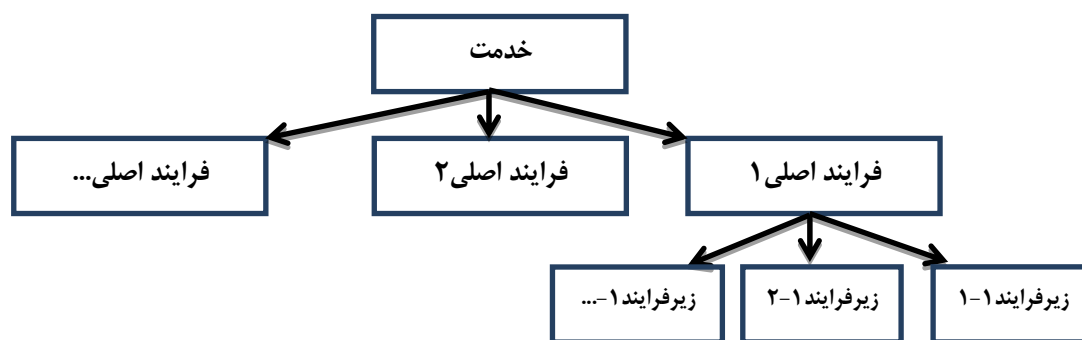 خدمت
فرایند اصلی۱
فرایند اصلی۲
فرایند اصلی...
زیرفرایند۱-۱
زیرفرایند۱-۲
زیرفرایند۱-...